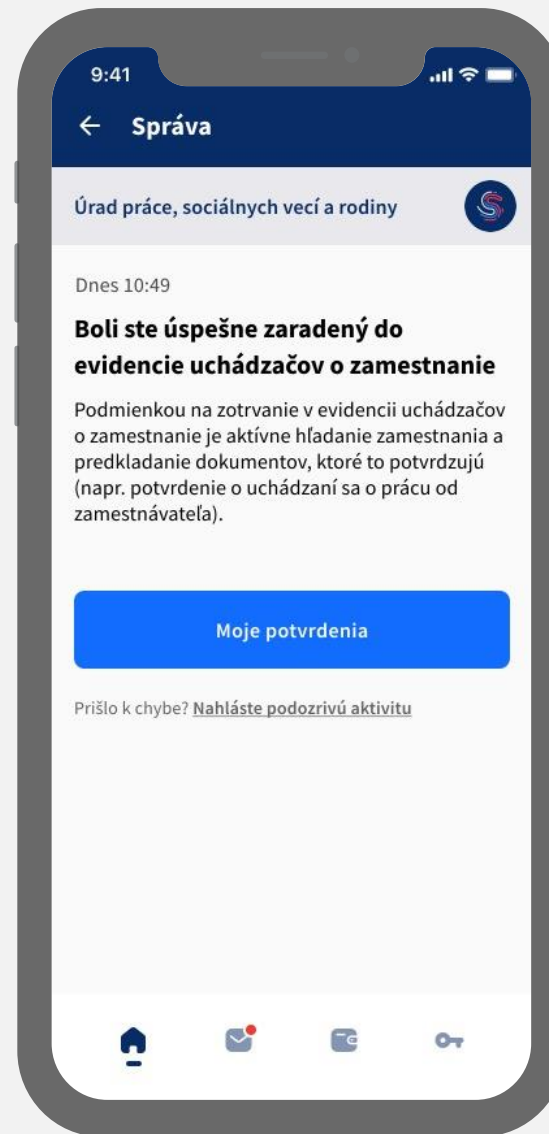 9:41
Správa
Úrad práce, sociálnych vecí a rodiny
Dnes 10:49
Boli ste úspešne zaradený do
evidencie uchádzačov o zamestnanie
Podmienkou na zotrvanie v evidencii uchádzačov
o zamestnanie je aktívne hľadanie zamestnania a
predkladanie dokumentov, ktoré to potvrdzujú
(napr. potvrdenie o uchádzaní sa o prácu od
zamestnávateľa).
Moje potvrdenia
Prišlo k chybe? Nahláste podozrivú aktivitu